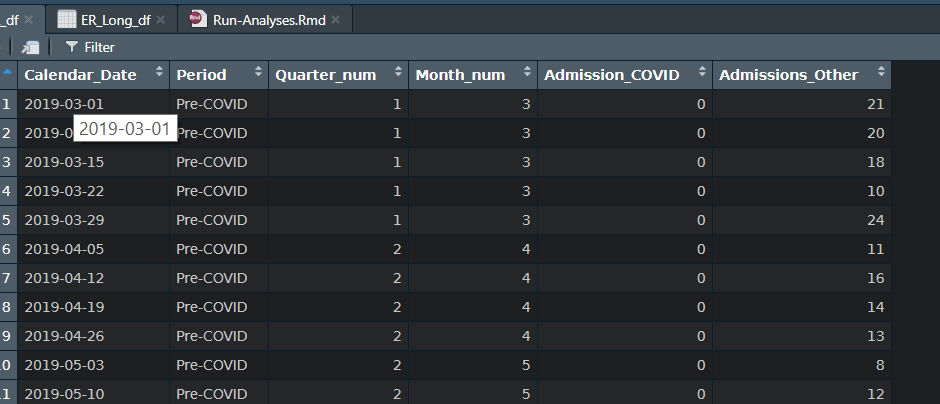 _df × ER_Long_df × Run-Analyses.Rmd ×
Filter
Calendar_Date Period Quarter_num Month_num Admission_COVID Admissions_Other
1 2019-03-01 Pre-COVID 1 3 0 21
2019-03-01
2 2019-0 Pre-COVID 1 3 0 20
3 2019-03-15 Pre-COVID 1 3 0 18
4 2019-03-22 Pre-COVID 1 3 0 10
5 2019-03-29 Pre-COVID 1 3 0 24
6 2019-04-05 Pre-COVID 2 4 0 11
7 2019-04-12 Pre-COVID 2 4 0 16
8 2019-04-19 Pre-COVID 2 4 0 14
9 2019-04-26 Pre-COVID 2 4 0 13
0 2019-05-03 Pre-COVID 2 5 0 8
1 2019-05-10 Pre-COVID 2 5 0 12